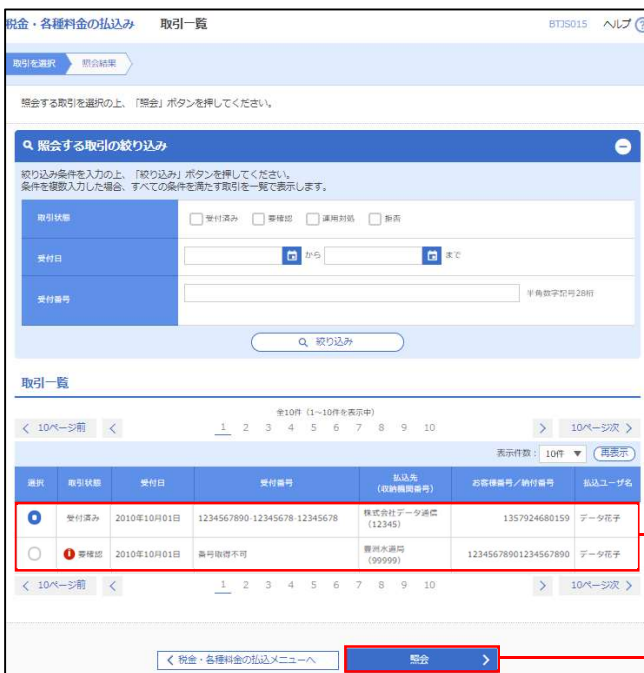 税金・各種料金の払込み 取引一覧 BTJS015 ヘルプ ?
取引を選択 照会結果
照会する取引を選択の上、「照会」ボタンを押してください。
照会する取引の絞り込み
絞り込み条件を入力の上、「絞り込み」ボタンを押してください。
条件を複数入力した場合、すべての条件を満たす取引を一覧で表示します。
取引状態 受付済み 要確認 運用対処 拒否
受付日 から まで
受付番号 半角数字記号28桁
絞り込み
取引一覧
全10件（1～10件を表示中）
< 10ページ前 < 1 2 3 4 5 6 7 8 9 10 > 10ページ次 >
表示件数： 10件 ▼ 再表示
選択 取引状態 受付日 受付番号 払込先 お客様番号／納付番号 払込ユーザ名
（収納機関番号）
受付済み 2010年10月01日 1234567890-12345678-12345678 株式会社データ通信 1357924680159 データ花子
（12345）
! 要確認 2010年10月01日 番号取得不可 豊洲水道局 12345678901234567890 データ花子
（99999）
< 10ページ前 < 1 2 3 4 5 6 7 8 9 10 > 10ページ次 >
< 税金・各種料金の払込メニューへ 照会 >